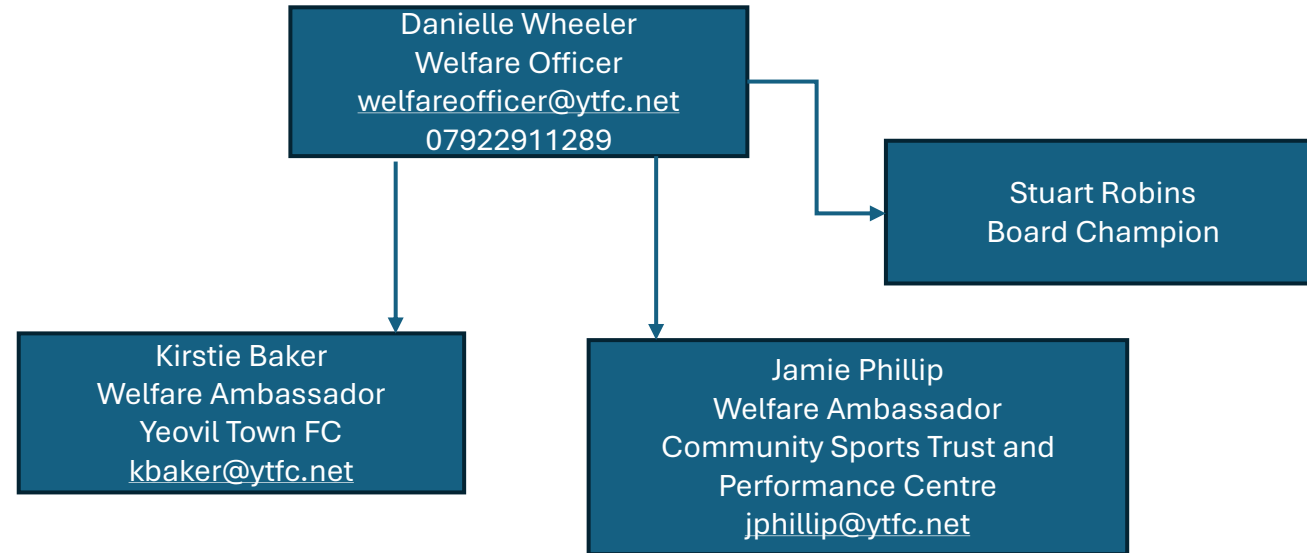 Danielle Wheeler
Welfare Officer
welfareofficer@ytfc.net
07922911289
Stuart Robins
Board Champion
Kirstie Baker
Welfare Ambassador
Yeovil Town FC
kbaker@ytfc.net
Jamie Phillip
Welfare Ambassador
Community Sports Trust and
Performance Centre
jphillip@ytfc.net